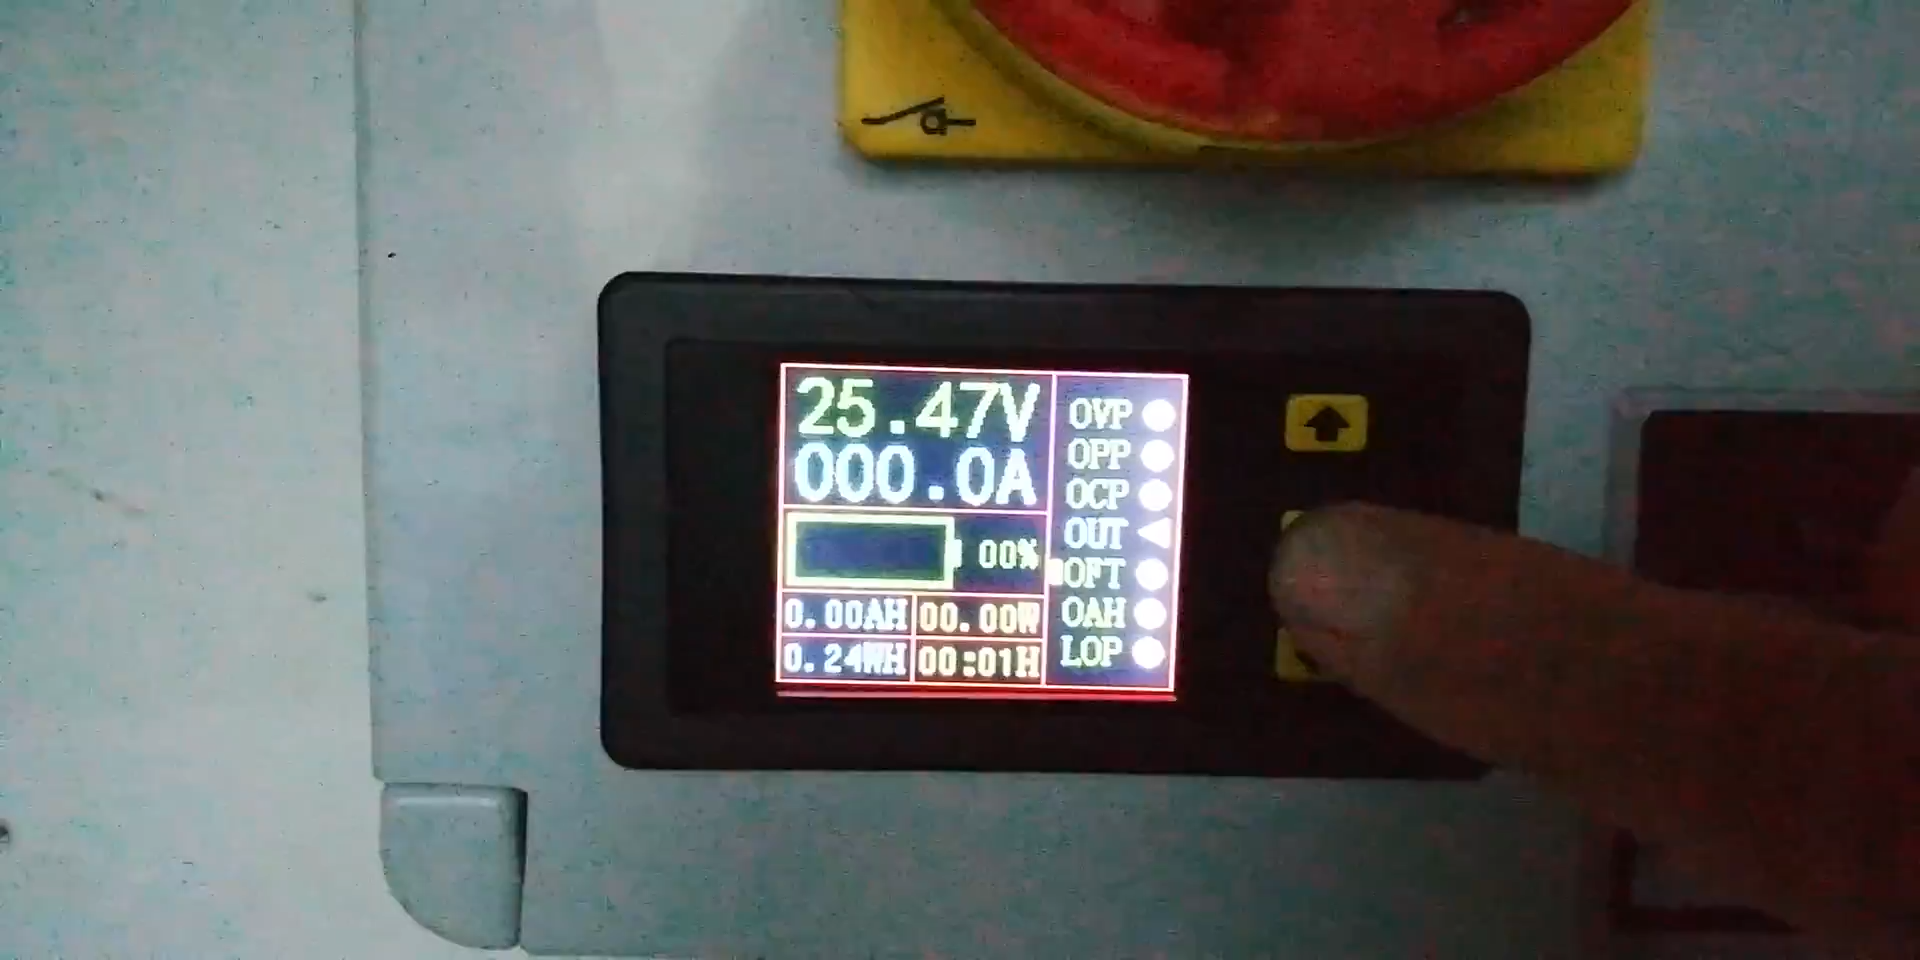 25.47V
000.0A
00%
0.00AH 00.00W
0.24WH 00:01H
OVP
OPP
OCP
OUT
OFT
OAH
LOP